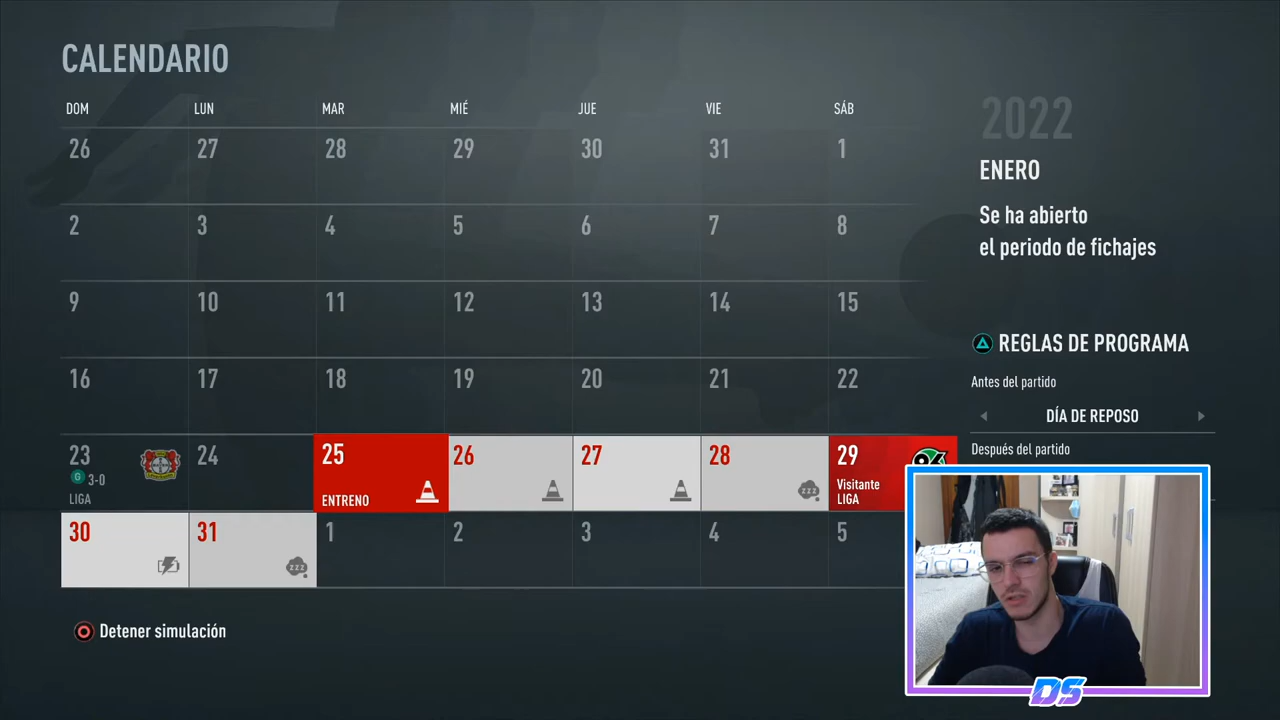 CALENDARIO
DOM LUN MAR MIÉ JUE VIE SÁB
26 27 28 29 30 31 1
2 3 4 5 6 7 8
9 10 11 12 13 14 15
16 17 18 19 20 21 22
23 24 25 26 27 28 29
G 3-0
LIGA
ENTRENO
zzz
Visitante
LIGA
96
30 31 1 2 3 4 5
zzz
Detener simulación
2022
ENERO
Se ha abierto
el periodo de fichajes
REGLAS DE PROGRAMA
Antes del partido
DÍA DE REPOSO
Después del partido
DS